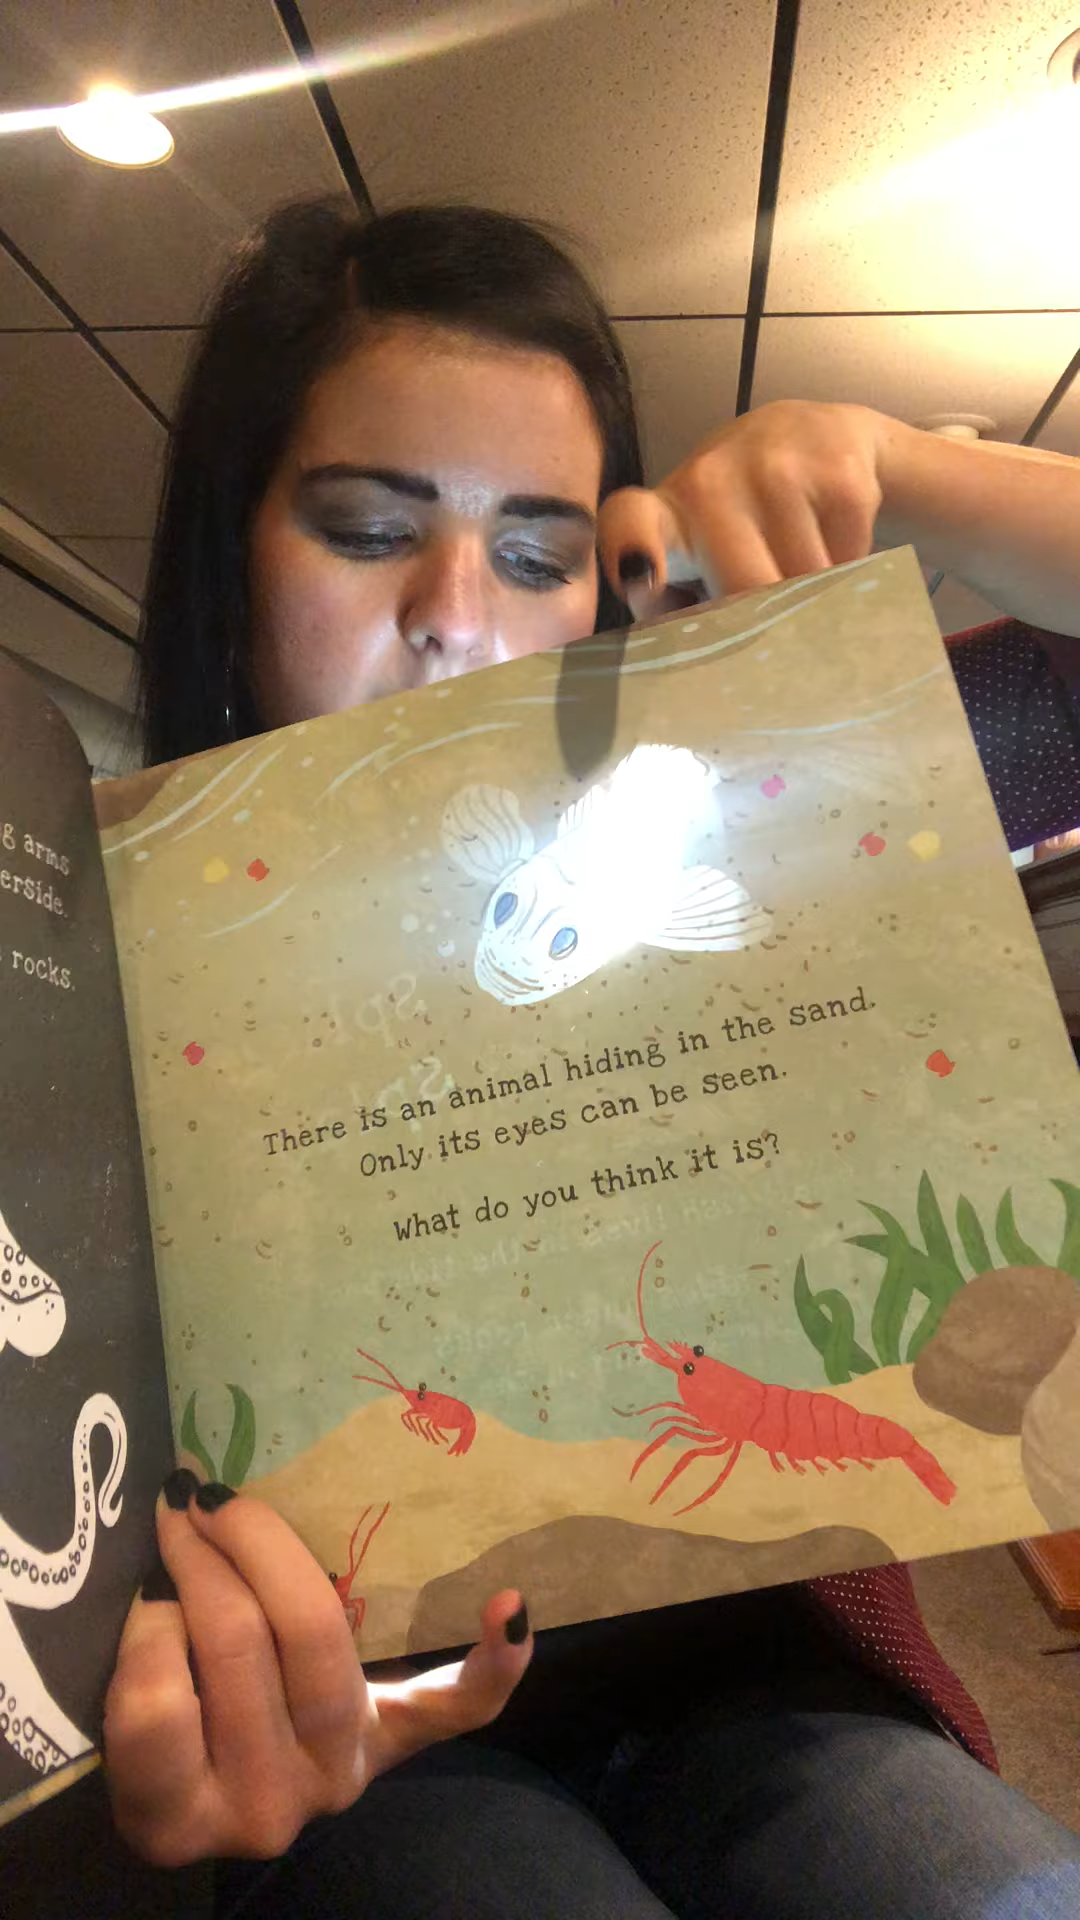 g arms
erside.
rocks.
There is an animal hiding in the sand.
Only its eyes can be seen.
What do you think it is?